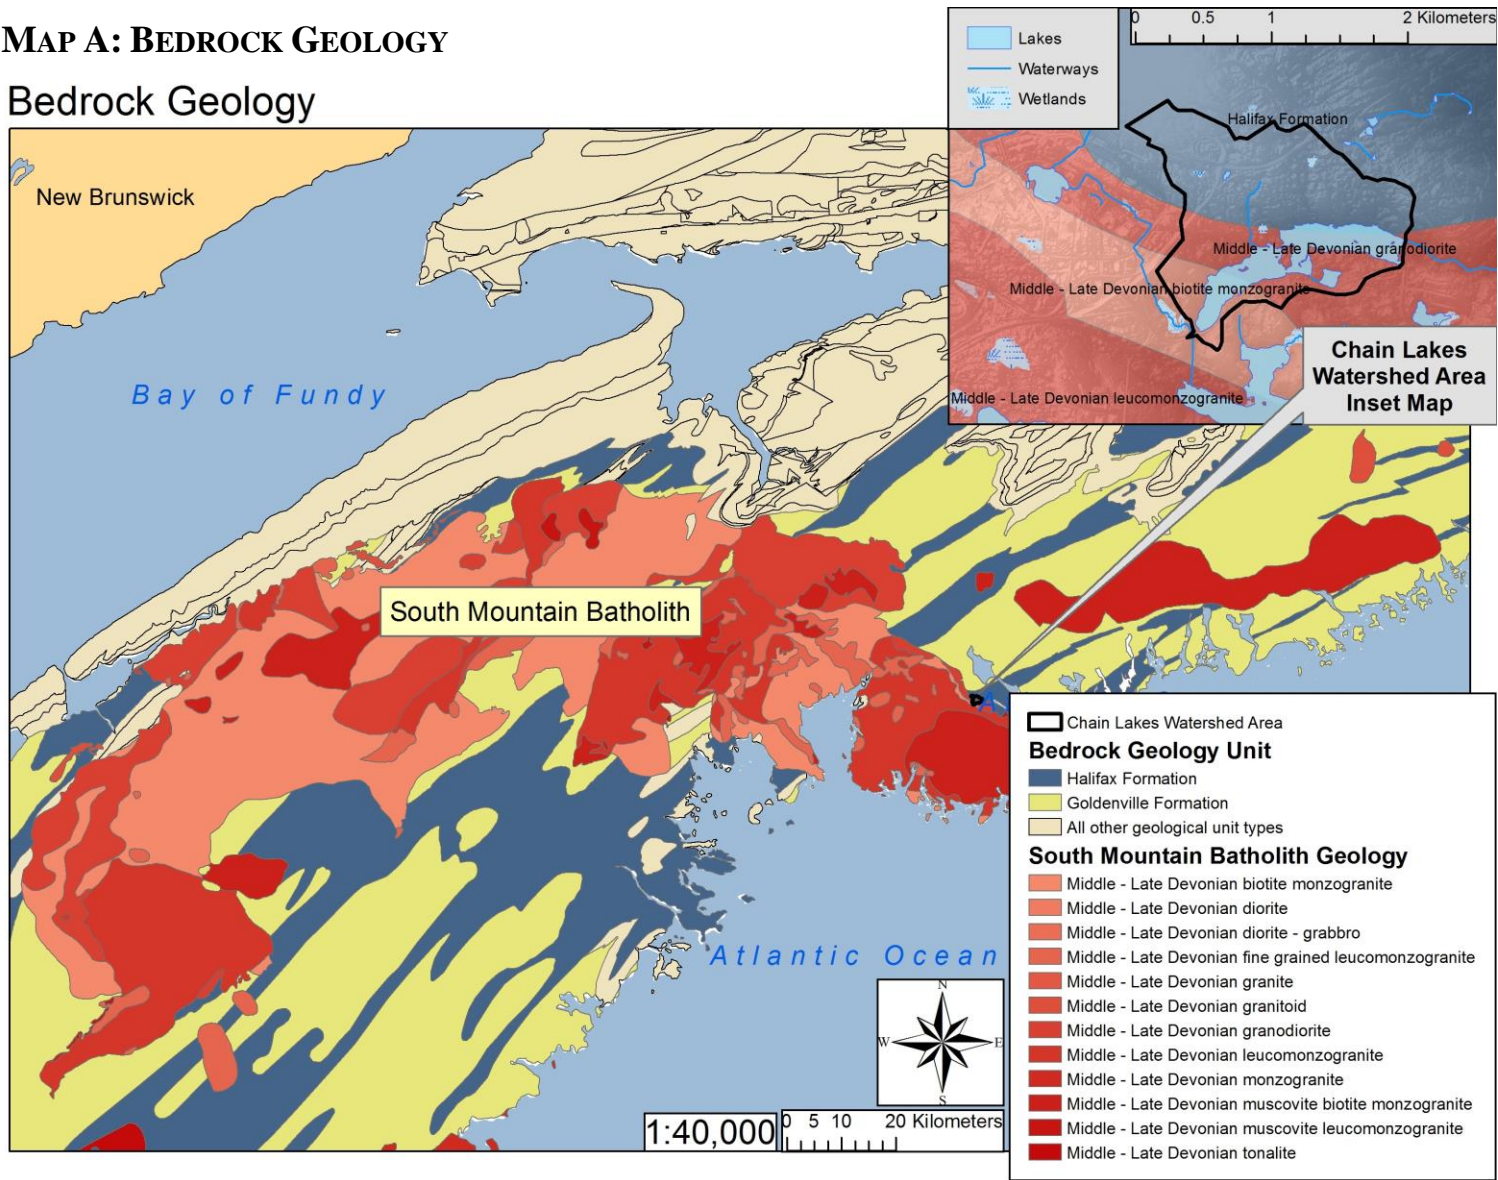 MAP A: BEDROCK GEOLOGY
Bedrock Geology
Lakes
Waterways
Wetlands
0 0.5 1 2 Kilometers
Halifax Formation
Middle - Late Devonian granodiorite
Middle - Late Devonian biotite monzogranite
Middle - Late Devonian leucomonzogranite
Chain Lakes
Watershed Area
Inset Map
New Brunswick
Bay of Fundy
South Mountain Batholith
A
Atlantic Ocean
N
W
E
S
1:40,000
0 5 10 20 Kilometers
Chain Lakes Watershed Area
Bedrock Geology Unit
Halifax Formation
Goldenville Formation
All other geological unit types
South Mountain Batholith Geology
Middle - Late Devonian biotite monzogranite
Middle - Late Devonian diorite
Middle - Late Devonian diorite - grabbro
Middle - Late Devonian fine grained leucomonzogranite
Middle - Late Devonian granite
Middle - Late Devonian granitoid
Middle - Late Devonian granodiorite
Middle - Late Devonian leucomonzogranite
Middle - Late Devonian monzogranite
Middle - Late Devonian muscovite biotite monzogranite
Middle - Late Devonian muscovite leucomonzogranite
Middle - Late Devonian tonalite